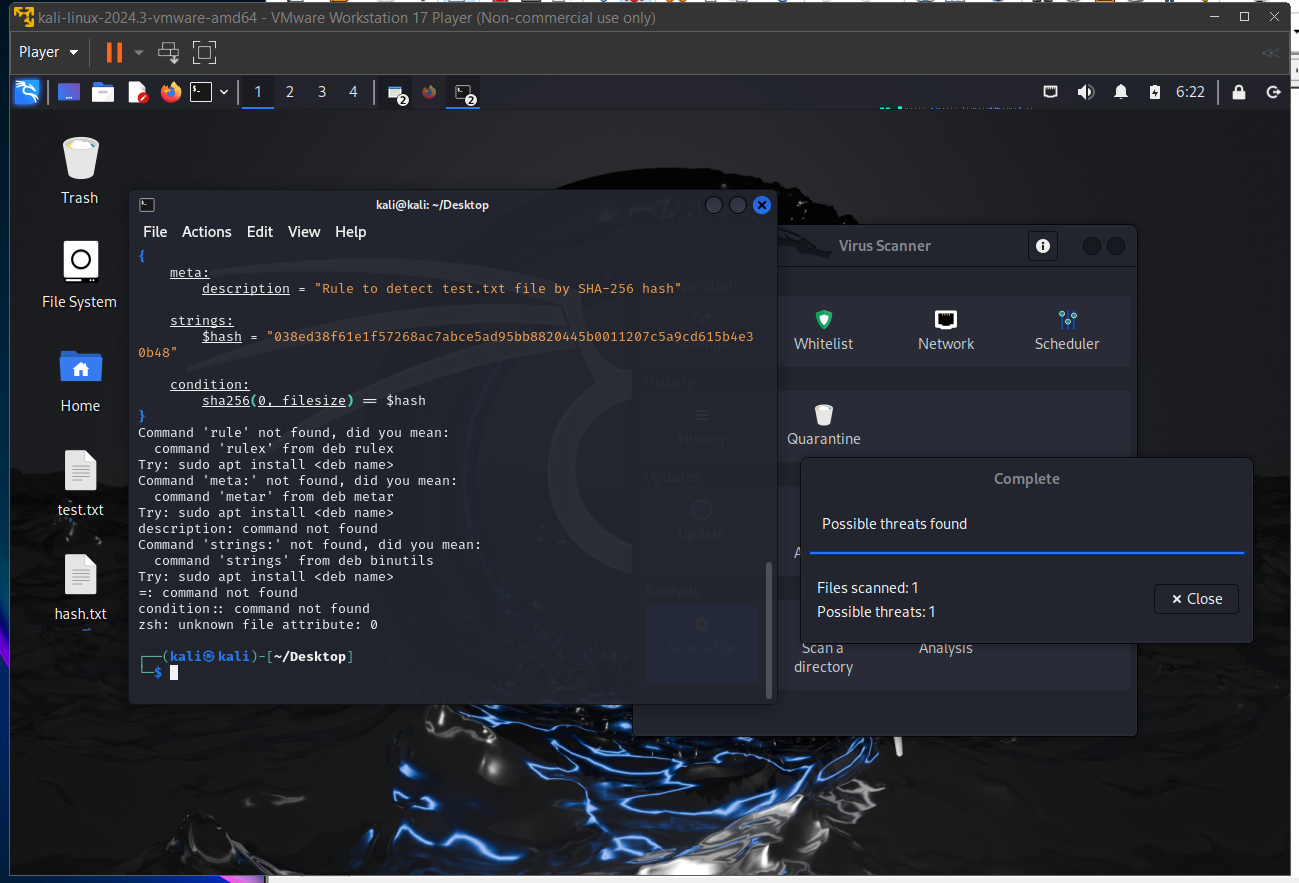 kali-linux-2024.3-vmware-amd64 - VMware Workstation 17 Player (Non-commercial use only)
Player
1 2 3 4
2
2
6:22
Trash
File System
Home
test.txt
hash.txt
kali@kali: ~/Desktop
File Actions Edit View Help
{
meta:
description = "Rule to detect test.txt file by SHA-256 hash"
strings:
$hash = "038ed38f61e1f57268ac7abce5ad95bb8820445b0011207c5a9cd615b4e3
0b48"
condition:
sha256(0, filesize) == $hash
}
Command 'rule' not found, did you mean:
command 'rulex' from deb rulex
Try: sudo apt install <deb name>
Command 'meta:' not found, did you mean:
command 'metar' from deb metar
Try: sudo apt install <deb name>
description: command not found
Command 'strings:' not found, did you mean:
command 'strings' from deb binutils
Try: sudo apt install <deb name>
=: command not found
condition:: command not found
zsh: unknown file attribute: 0
(kali㉿kali)-[~/Desktop]
$
Virus Scanner
Whitelist
Network
Scheduler
History
History
Quarantine
Updates
Update
Analysis
Scan a
directory
Analysis
Complete
Possible threats found
Files scanned: 1
Possible threats: 1
Close